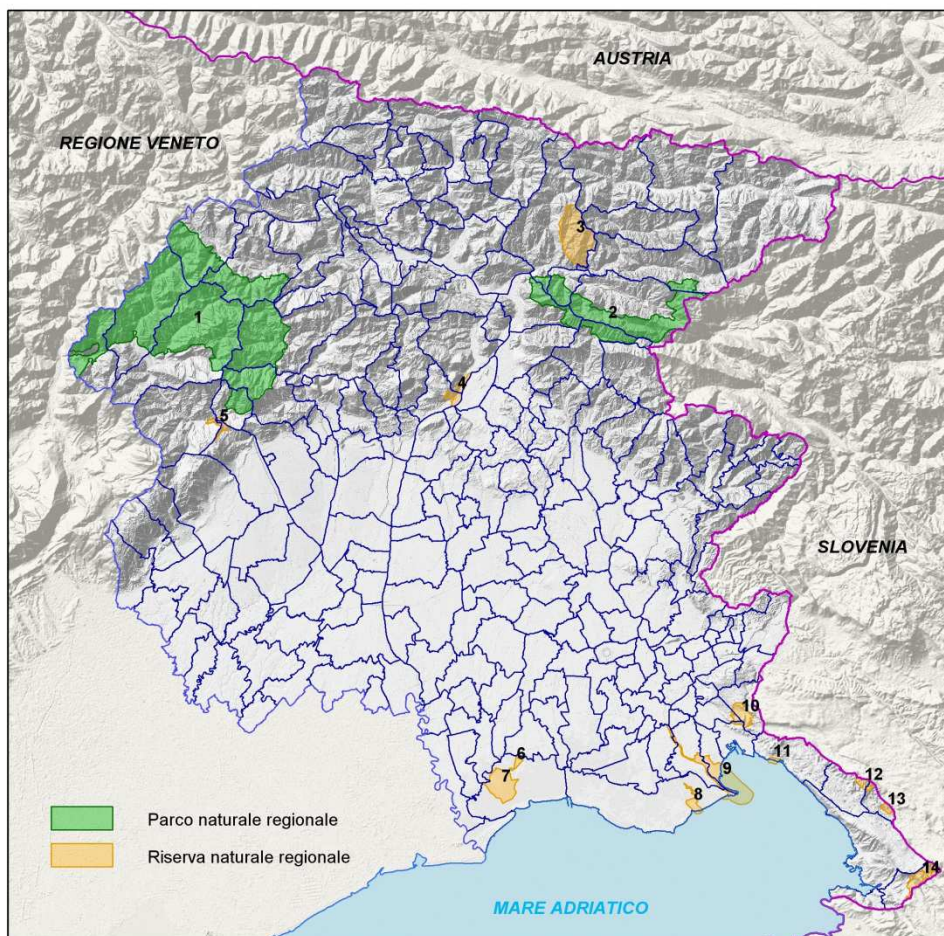 AUSTRIA
REGIONE VENETO
3
2
1
4
5
SLOVENIA
10
11
6
7
9
8
12
13
14
Parco naturale regionale
Riserva naturale regionale
MARE ADRIATICO